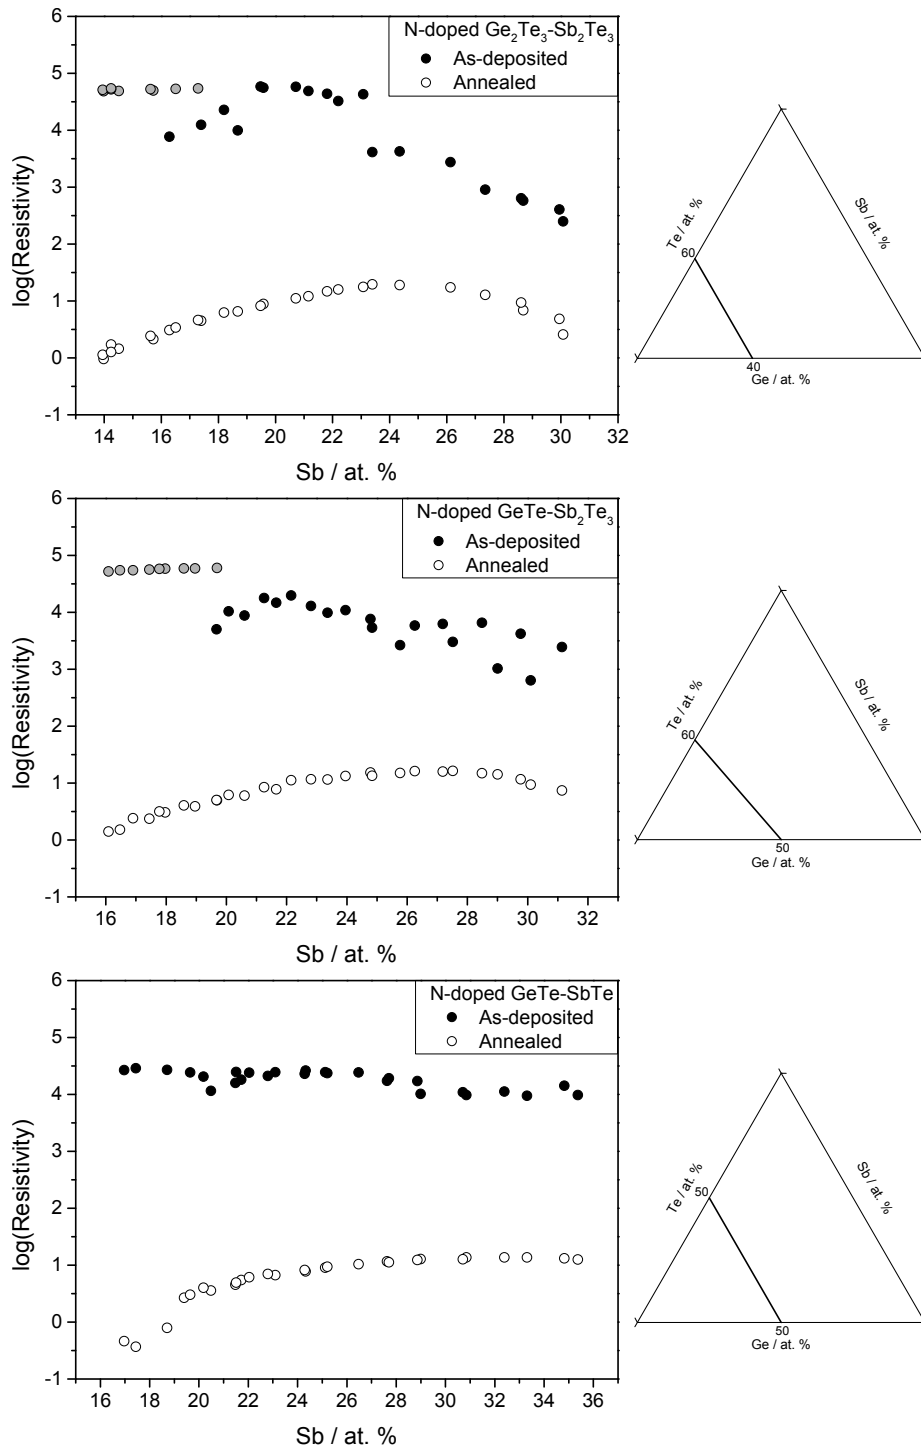 N-doped Ge₂Te₃-Sb₂Te₃
As-deposited
Annealed
6
5
4
3
2
1
0
-1
log(Resistivity)
14 16 18 20 22 24 26 28 30 32
Sb / at. %
Te / at. %
60
Sb / at. %
40
Ge / at. %
N-doped GeTe-Sb₂Te₃
As-deposited
Annealed
6
5
4
3
2
1
0
-1
log(Resistivity)
16 18 20 22 24 26 28 30 32
Sb / at. %
Te / at. %
60
Sb / at. %
50
Ge / at. %
N-doped GeTe-SbTe
As-deposited
Annealed
6
5
4
3
2
1
0
-1
log(Resistivity)
16 18 20 22 24 26 28 30 32 34 36
Sb / at. %
Te / at. %
50
Sb / at. %
50
Ge / at. %